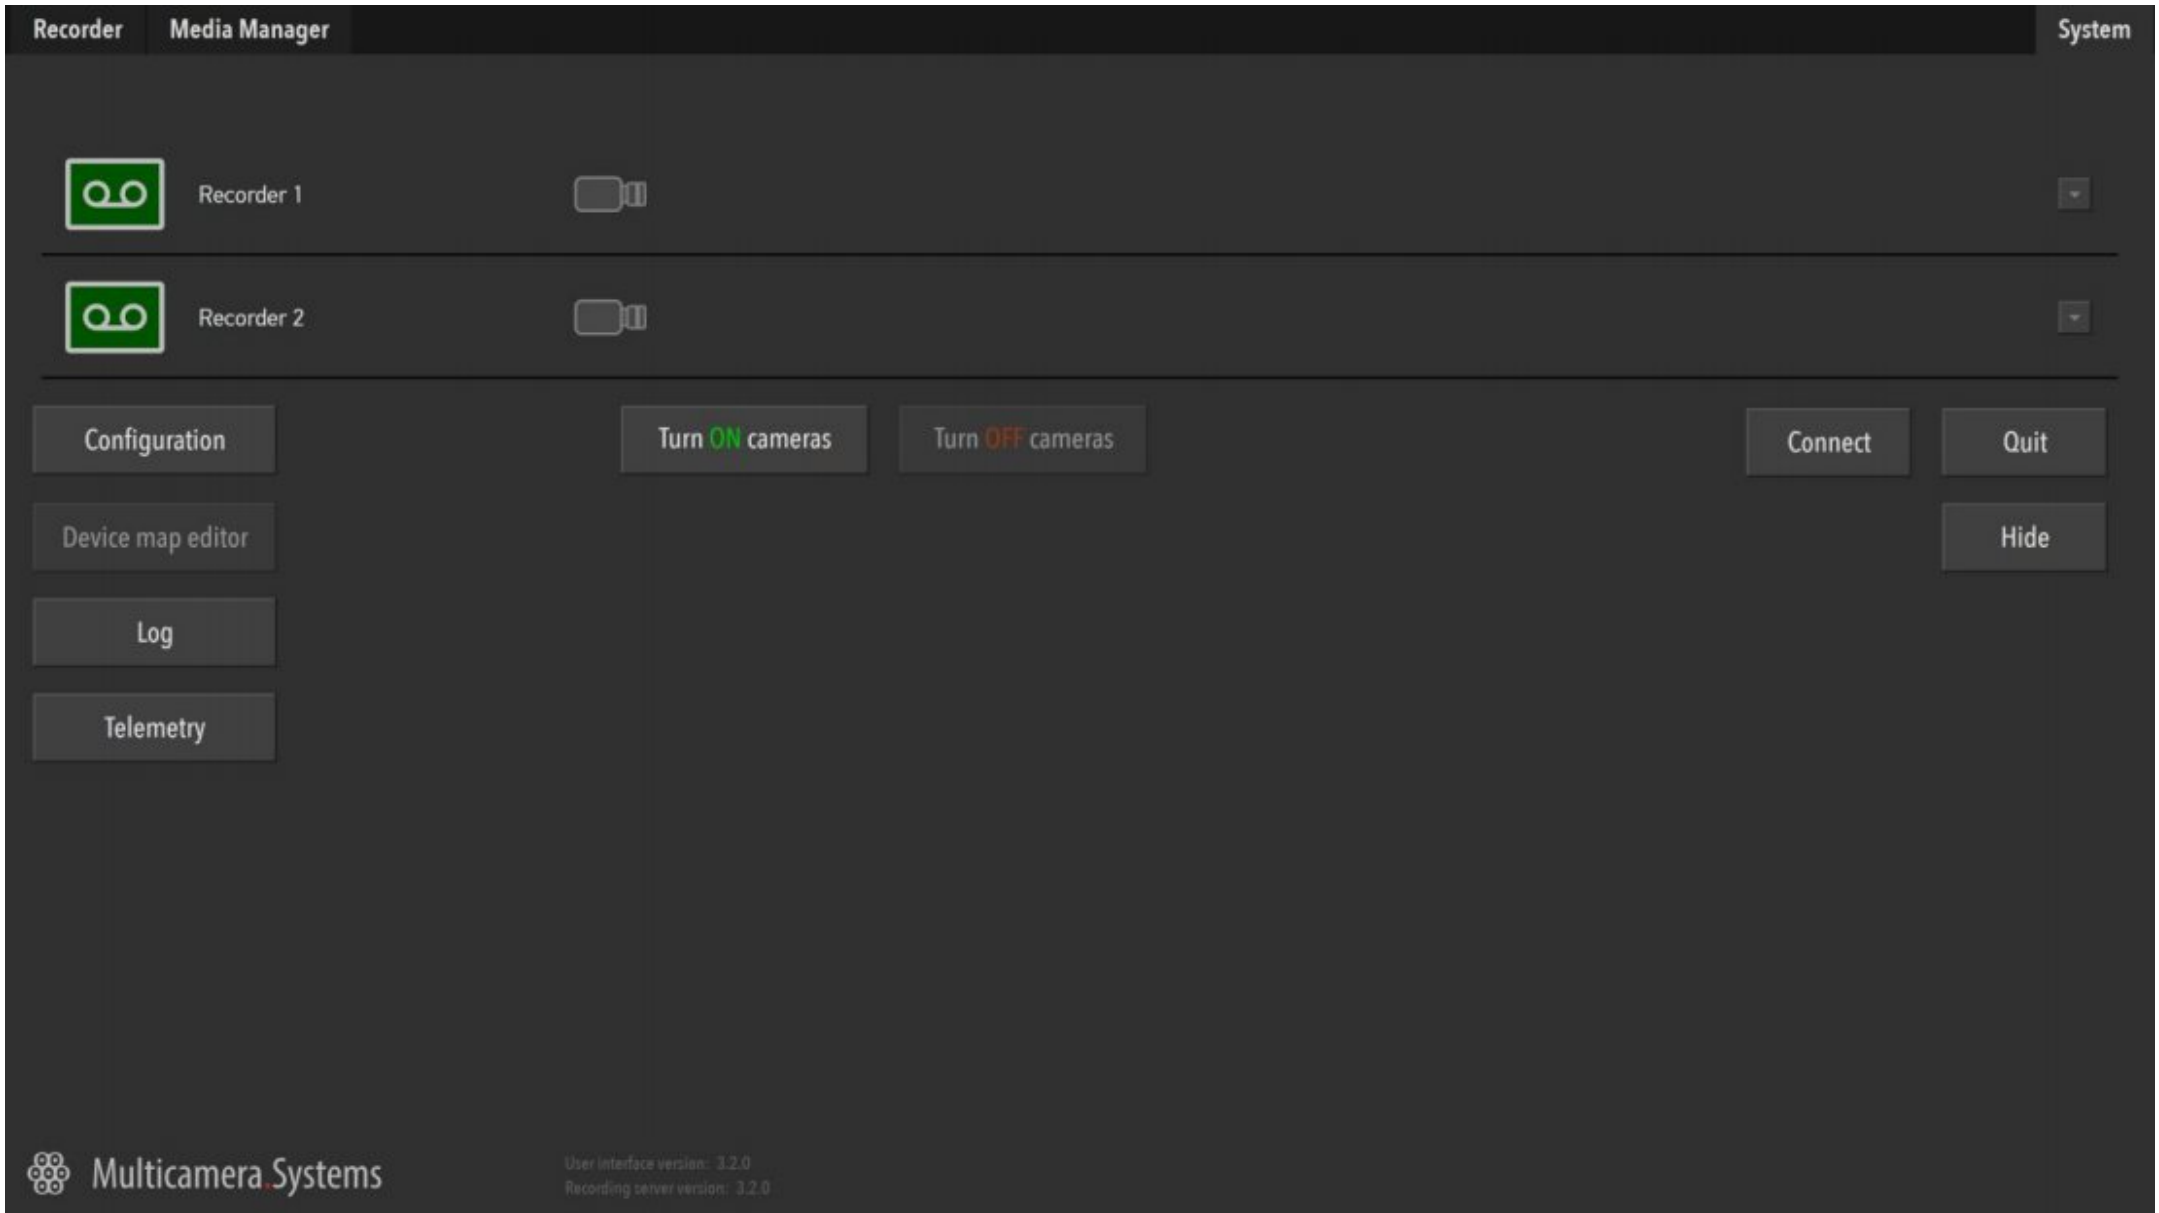 Recorder Media Manager System
Recorder 1
Recorder 2
Configuration Turn ON cameras Turn OFF cameras Connect Quit
Device map editor Hide
Log
Telemetry
Multicamera.Systems
User interface version: 3.2.0
Recording server version: 3.2.0